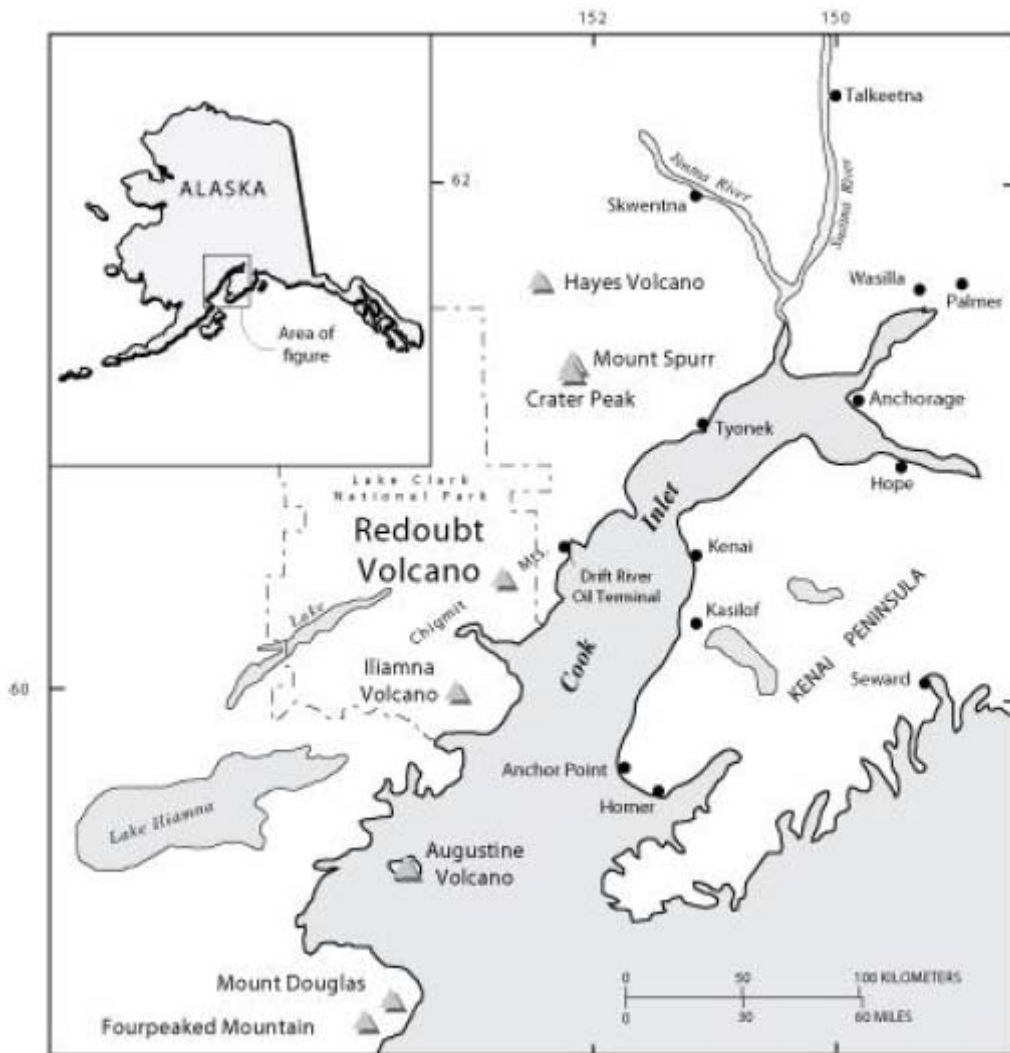 152
150
Talkeetna
ALASKA
62
Yentna River
Skwentna
Susitna River
Hayes Volcano
Wasilla
Palmer
Area of
figure
Mount Spurr
Crater Peak
Anchorage
Tyonek
Hope
Lake Clark
National Park
Inlet
Redoubt
Volcano
Mts.
Kenai
Drift River
Oil Terminal
Chigmit
Lake
Kasilof
KENAI PENINSULA
Cook
Iliamna
Volcano
60
Seward
Anchor Point
Homer
Lake Iliamna
Augustine
Volcano
0 50 100 KILOMETERS
0 30 60 MILES
Mount Douglas
Fourpeaked Mountain